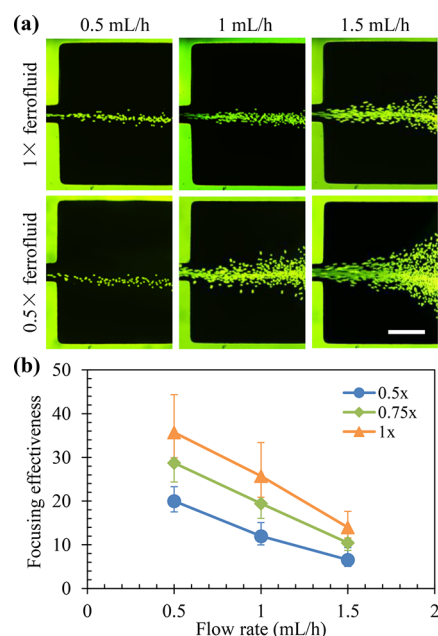 (a)
0.5 mL/h 1 mL/h 1.5 mL/h
1× ferrofluid
0.5× ferrofluid
(b)
50
40
30
20
10
0
Focusing effectiveness
0.5x
0.75x
1x
0 0.5 1 1.5 2
Flow rate (mL/h)